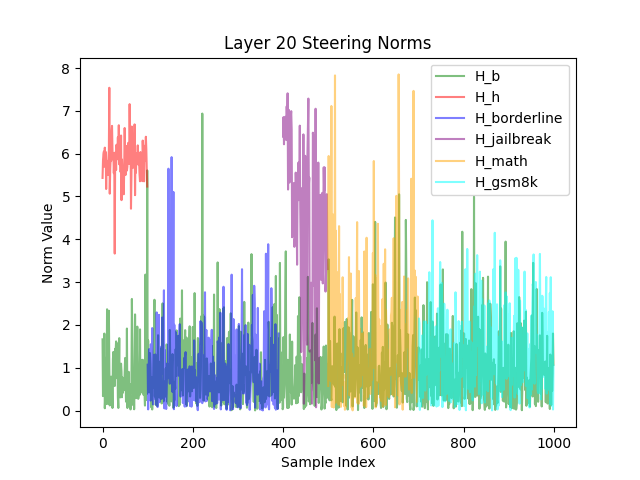 Layer 20 Steering Norms
8
7
6
5
4
3
2
1
0
Norm Value
H_b
H_h
H_borderline
H_jailbreak
H_math
H_gsm8k
0
200
400
600
800
1000
Sample Index